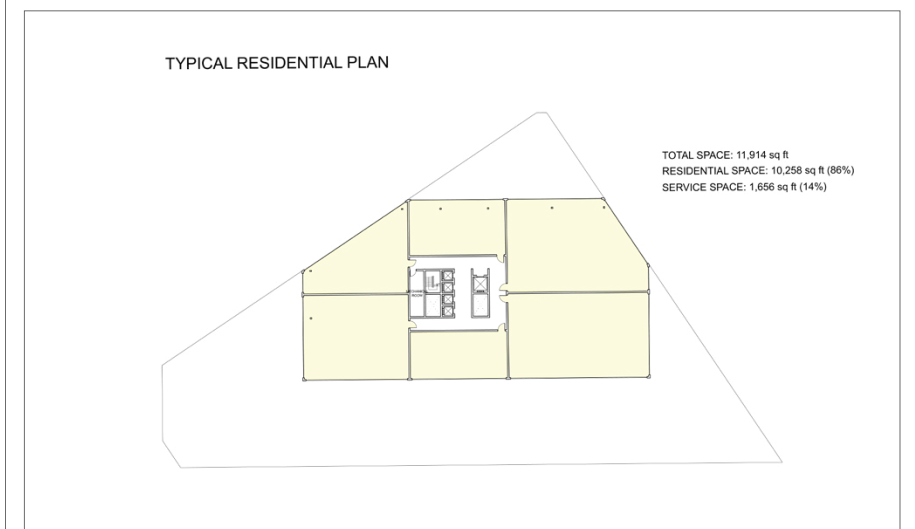 TYPICAL RESIDENTIAL PLAN
TOTAL SPACE: 11,914 sq ft
RESIDENTIAL SPACE: 10,258 sq ft (86%)
SERVICE SPACE: 1,656 sq ft (14%)